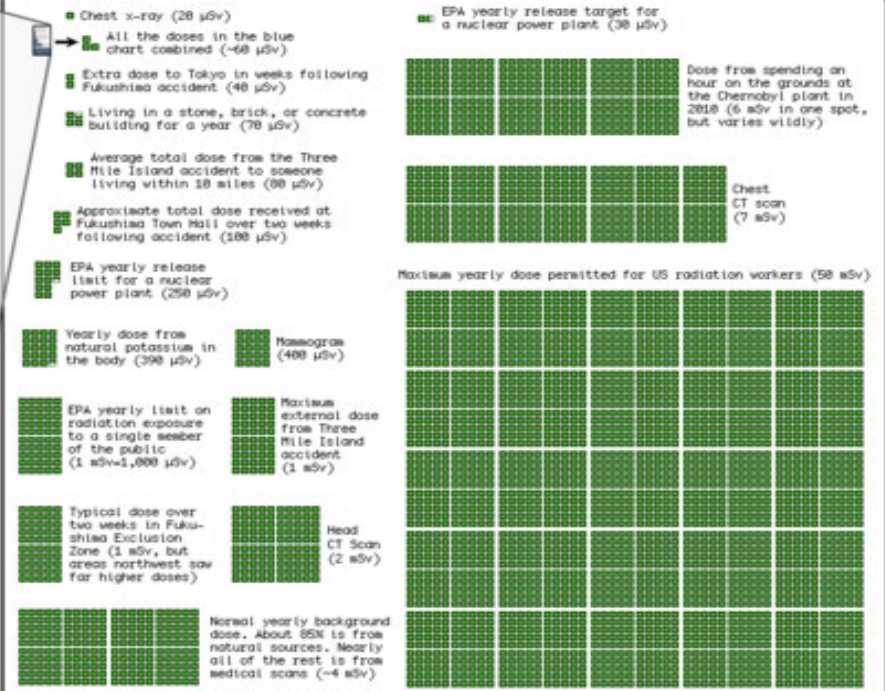 Chest x-ray (20 µSv)
All the doses in the blue
chart combined (~60 µSv)
Extra dose to Tokyo in weeks following
Fukushima accident (40 µSv)
Living in a stone, brick, or concrete
building for a year (70 µSv)
Average total dose from the Three
Mile Island accident to someone
living within 10 miles (80 µSv)
Approximate total dose received at
Fukushima Town Hall over two weeks
following accident (100 µSv)
EPA yearly release
limit for a nuclear
power plant (250 µSv)
Yearly dose from
natural potassium in
the body (390 µSv)
Mammogram
(400 µSv)
EPA yearly limit on
radiation exposure
to a single member
of the public
(1 mSv=1,000 µSv)
Maximum
external dose
from Three
Mile Island
accident
(1 mSv)
Typical dose over
two weeks in Fuku-
shima Exclusion
Zone (1 mSv, but
areas northwest saw
far higher doses)
Head
CT Scan
(2 mSv)
Normal yearly background
dose. About 85% is from
natural sources. Nearly
all of the rest is from
medical scans (~4 mSv)
EPA yearly release target for
a nuclear power plant (30 µSv)
Dose from spending an
hour on the grounds at
the Chernobyl plant in
2010 (6 mSv in one spot,
but varies wildly)
Chest
CT scan
(7 mSv)
Maximum yearly dose permitted for US radiation workers (50 mSv)